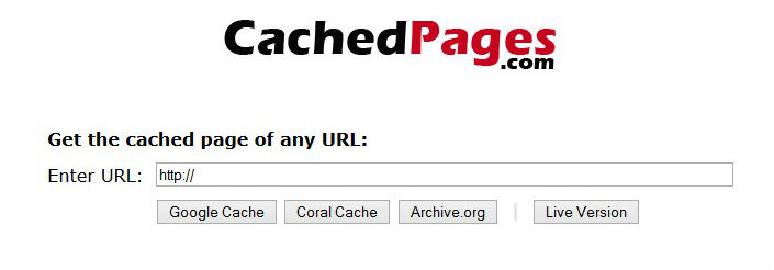 CachedPages
.com
Get the cached page of any URL:
Enter URL: http://
Google Cache Coral Cache Archive.org | Live Version